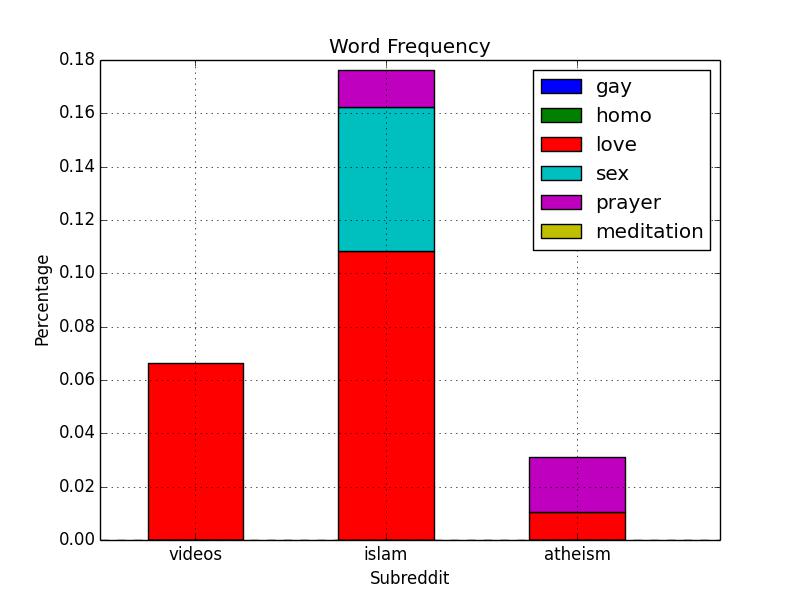 Word Frequency
0.18
0.16
0.14
0.12
0.10
0.08
0.06
0.04
0.02
0.00
Percentage
gay
homo
love
sex
prayer
meditation
videos islam atheism
Subreddit